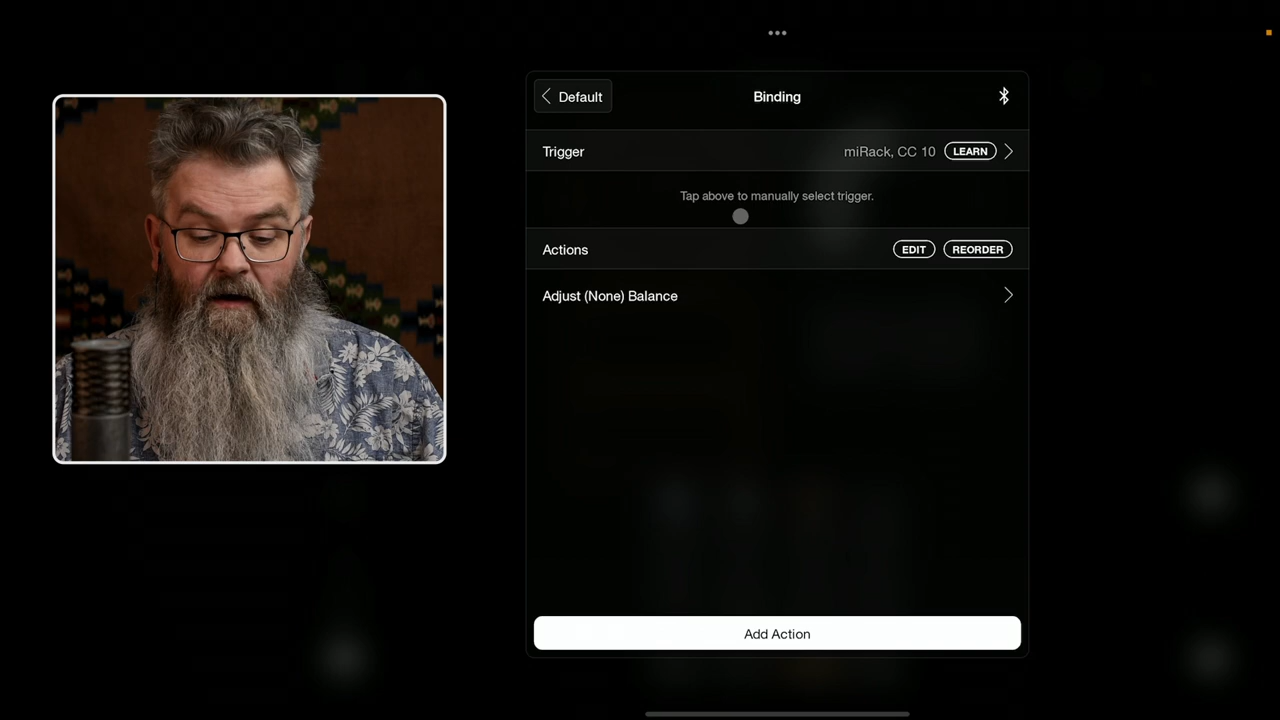 Default
Binding
Trigger
miRack, CC 10
LEARN
Tap above to manually select trigger.
Actions
EDIT
REORDER
Adjust (None) Balance
Add Action